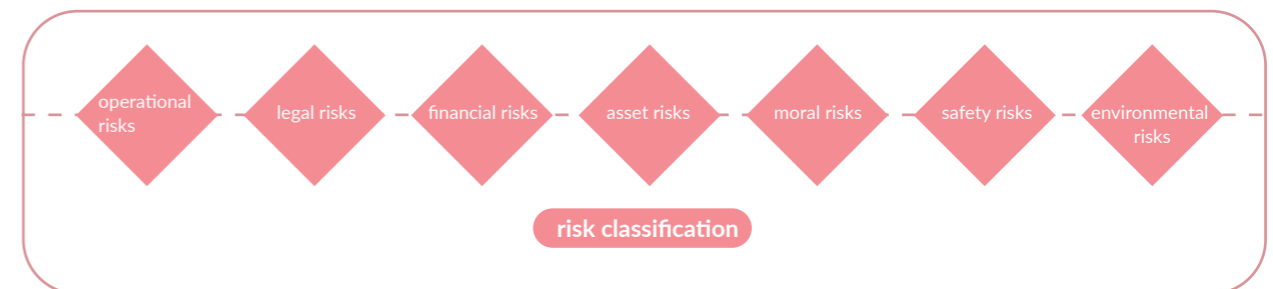 operational
risks
legal risks
financial risks
asset risks
moral risks
safety risks
environmental
risks
risk classification